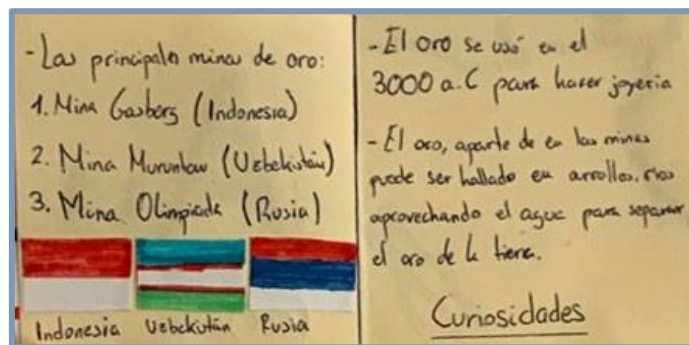 - Las principales minas de oro:
1. Mina Gasberg (Indonesia)
2. Mina Muruntau (Uzbekistán)
3. Mina Olimpiada (Rusia)
Indonesia Uzbekistán Rusia
- El oro se usó en el
3000 a.C para hacer joyería
- El oro, aparte de en las minas
puede ser hallado en arrollos, ríos
aprovechando el agua para separar
el oro de la tierra.
Curiosidades